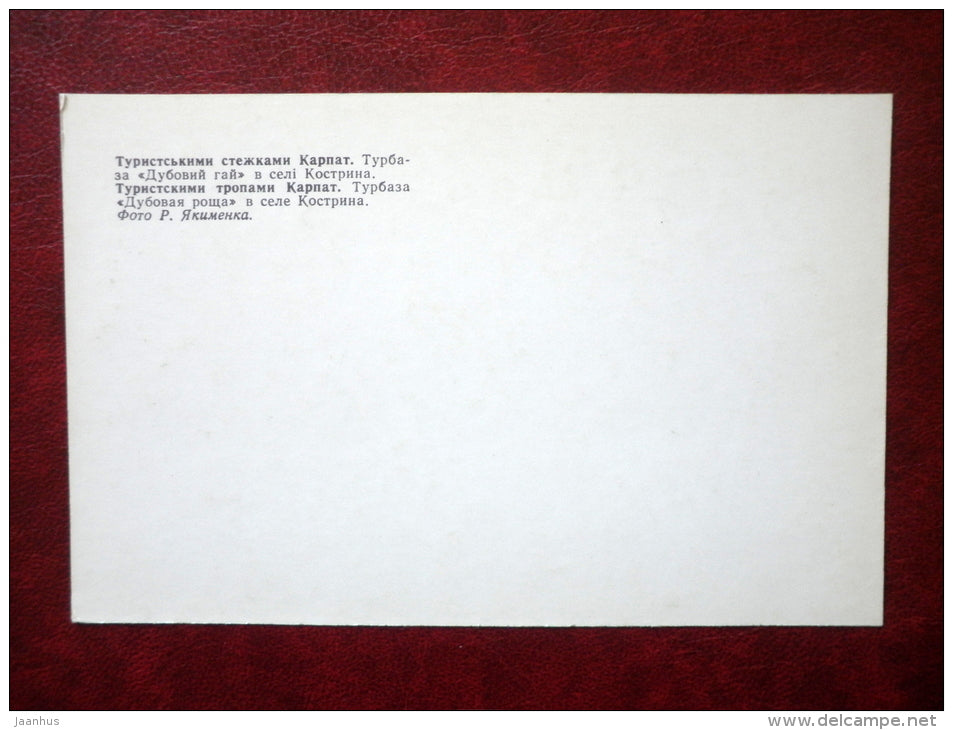 Туристськими стежками Карпат. Турба-
за «Дубовий гай» в селі Кострина.
Туристскими тропами Карпат. Турбаза
«Дубовая роща» в селе Кострина.
Фото Р. Якименка.
Jaanhus
www.delcampe.net